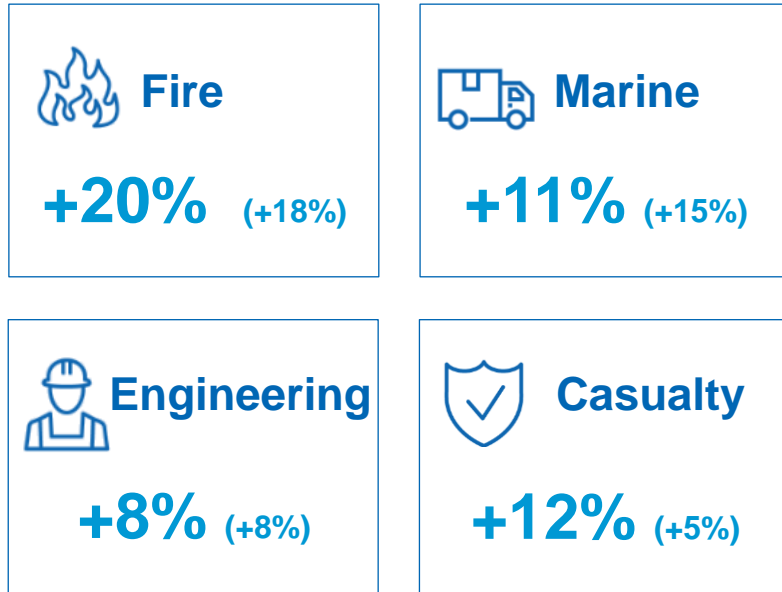 Fire
+20% (+18%)
Marine
+11% (+15%)
Engineering
+8% (+8%)
Casualty
+12% (+5%)